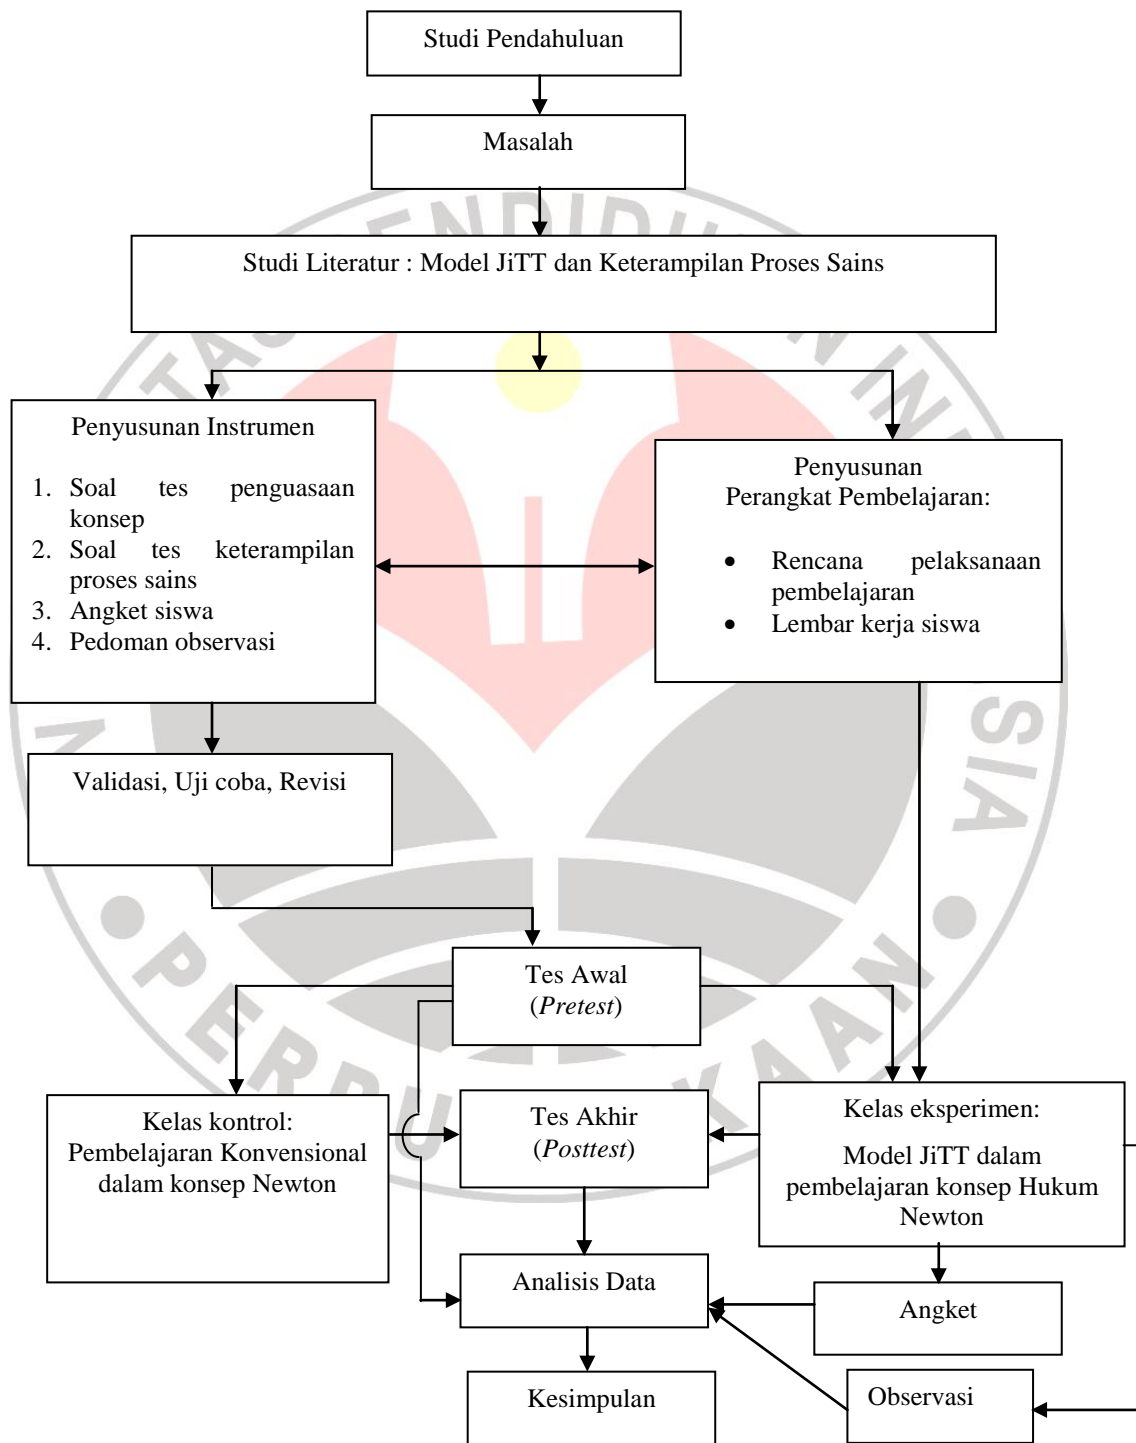 Studi Pendahuluan
Masalah
Studi Literatur : Model JiTT dan Keterampilan Proses Sains
Penyusunan Instrumen
1. Soal tes penguasaan
konsep
2. Soal tes keterampilan
proses sains
3. Angket siswa
4. Pedoman observasi
Penyusunan
Perangkat Pembelajaran:
• Rencana pelaksanaan
pembelajaran
• Lembar kerja siswa
Validasi, Uji coba, Revisi
Tes Awal
(Pretest)
Kelas kontrol:
Pembelajaran Konvensional
dalam konsep Newton
Tes Akhir
(Posttest)
Kelas eksperimen:
Model JiTT dalam
pembelajaran konsep Hukum
Newton
Analisis Data
Angket
Kesimpulan
Observasi